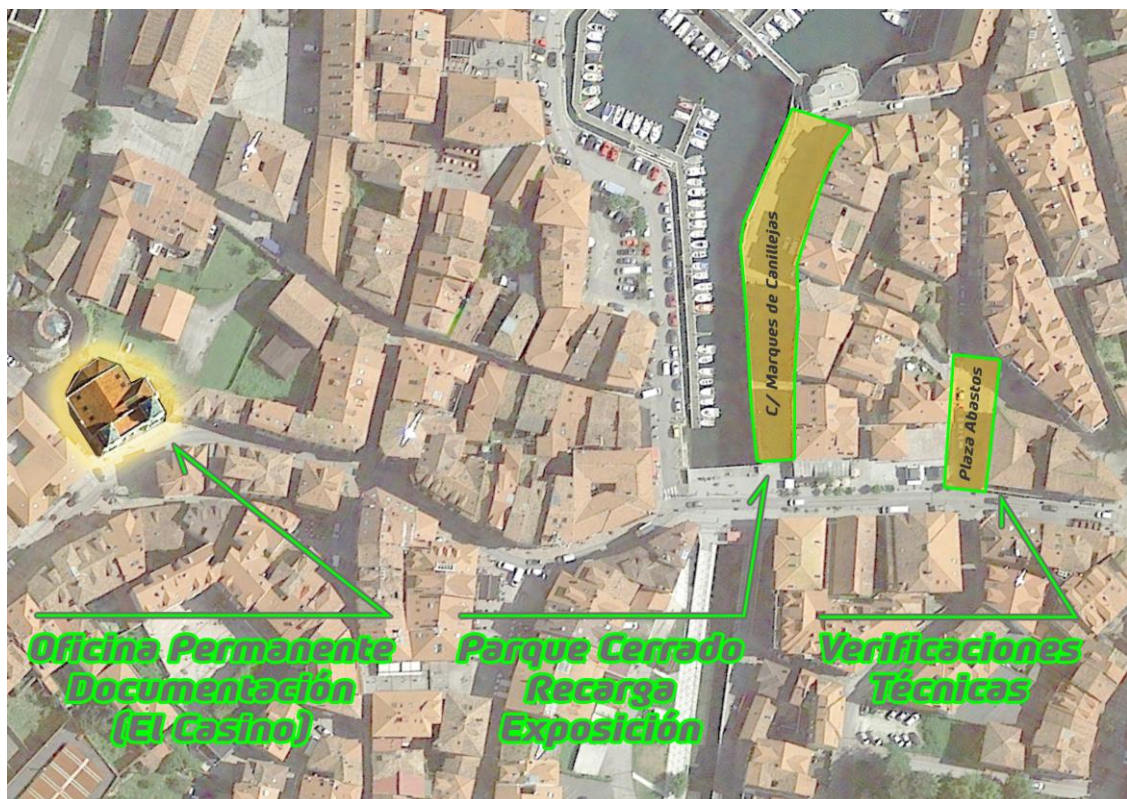 C/ Marques de Canillejas
Plaza Abastos
Oficina Permanente
Documentación
(El Casino)
Parque Cerrado
Recarga
Exposición
Verificaciones
Técnicas